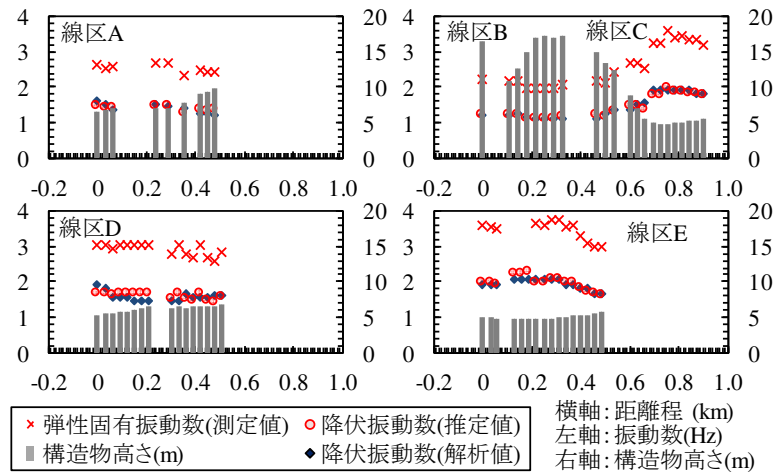 線区A
4 3 2 1 0
20 15 10 5 0
-0.2 0 0.2 0.4 0.6 0.8 1.0
線区B 線区C
4 3 2 1 0
20 15 10 5 0
-0.2 0 0.2 0.4 0.6 0.8 1.0
線区D
4 3 2 1 0
20 15 10 5 0
-0.2 0 0.2 0.4 0.6 0.8 1.0
線区E
4 3 2 1 0
20 15 10 5 0
-0.2 0 0.2 0.4 0.6 0.8 1.0
弾性固有振動数(測定値) 降伏振動数(推定値)
構造物高さ(m) 降伏振動数(解析値)
横軸:距離程 (km)
左軸:振動数(Hz)
右軸:構造物高さ(m)